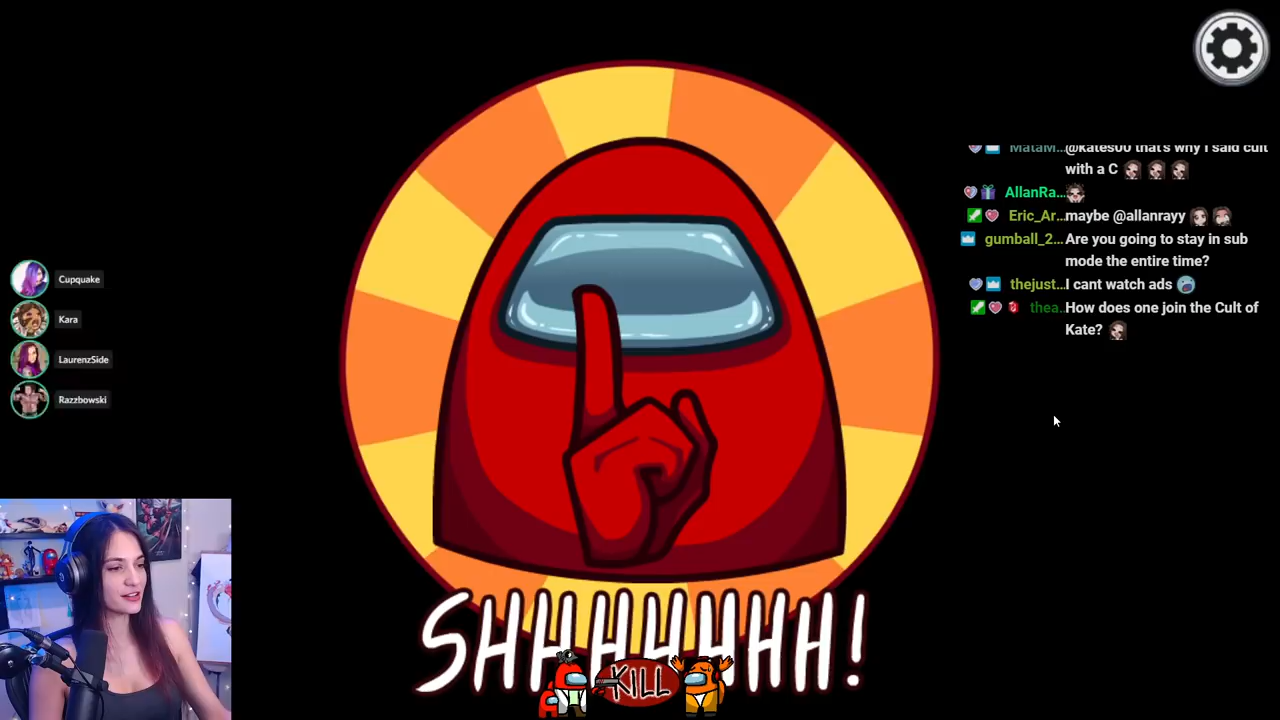 MataM... @kates00 that's why I said cult
with a C
AllanRa...
Eric_Ar... maybe @allanrayy
gumball_2... Are you going to stay in sub
mode the entire time?
thejust... I cant watch ads
thea.. How does one join the Cult of
Kate?
Cupquake
Kara
LaurenzSide
Razzbowski
SHHHHHHH!
KILL